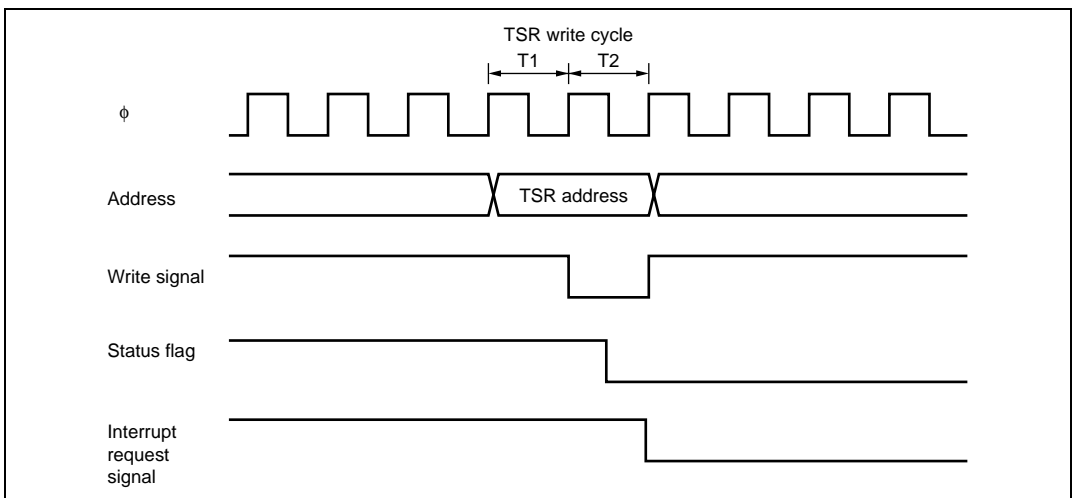 TSR write cycle
T1 T2
φ
Address
TSR address
Write signal
Status flag
Interrupt
request
signal